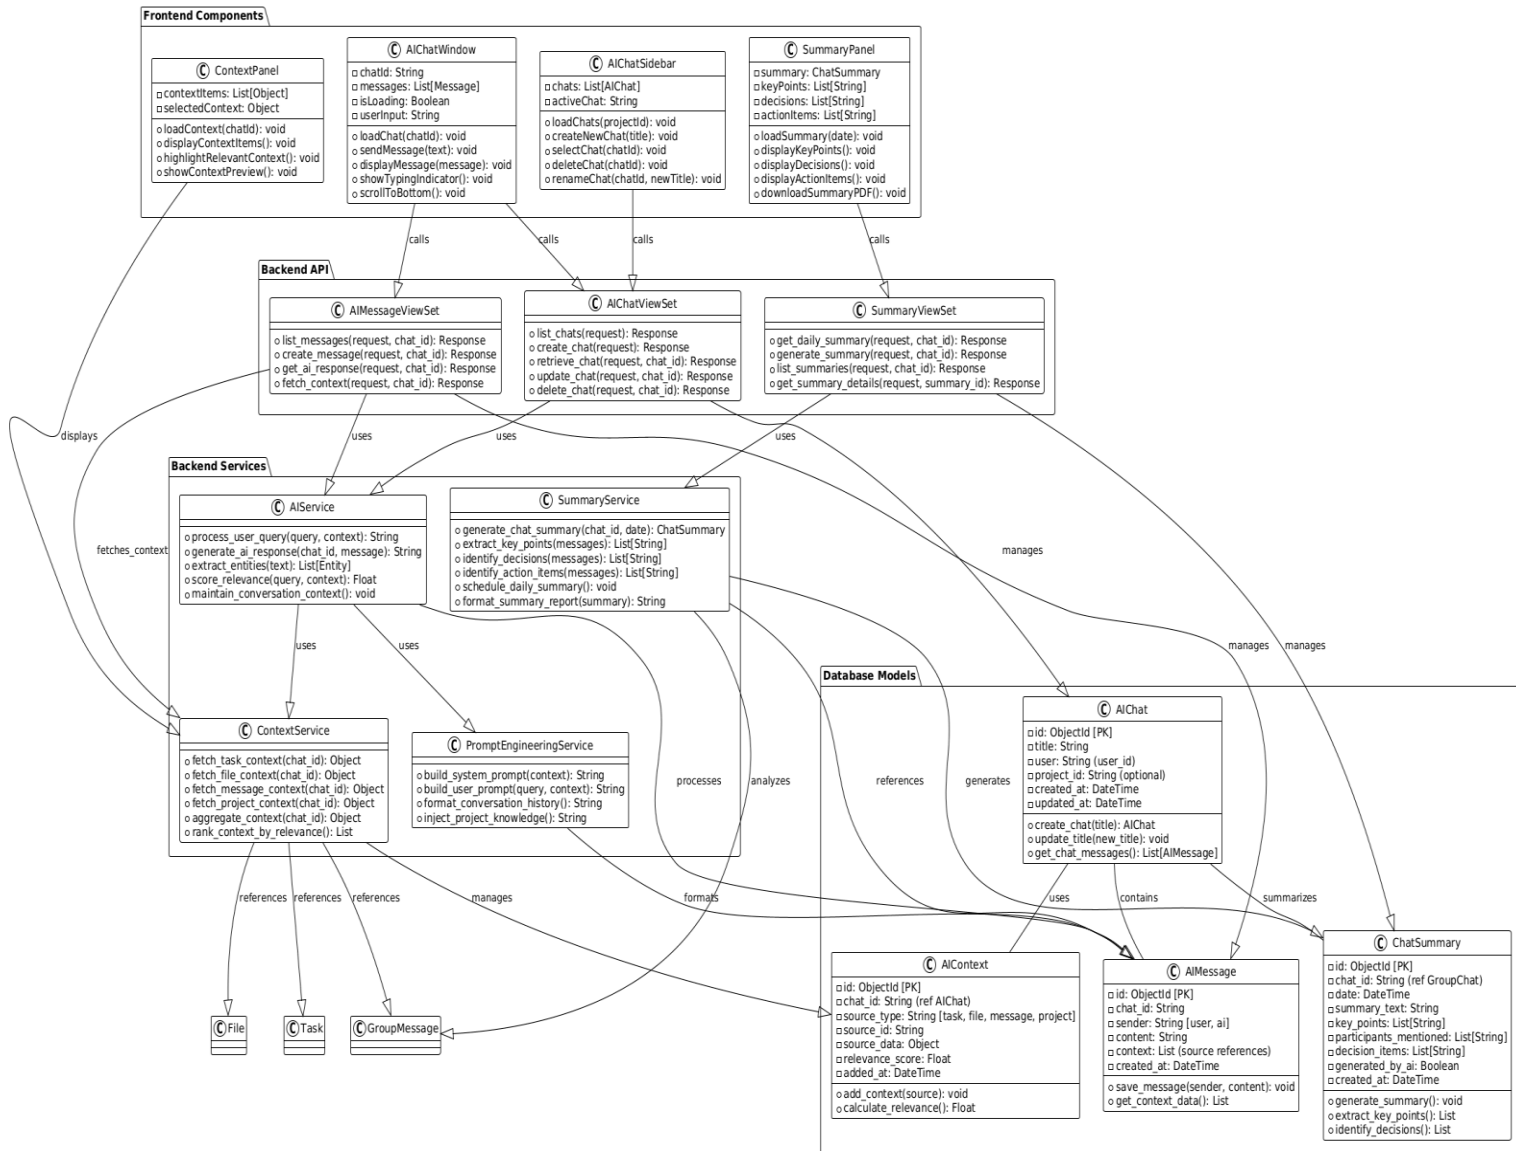 Frontend Components
C ContextPanel
contextItems: List[Object]
selectedContext: Object
loadContext(chatId): void
displayContextItems(): void
highlightRelevantContext(): void
showContextPreview(): void
C AIChatWindow
chatId: String
messages: List[Message]
isLoading: Boolean
userInput: String
loadChat(chatId): void
sendMessage(text): void
displayMessage(message): void
showTypingIndicator(): void
scrollToBottom(): void
C AIChatSidebar
chats: List[AIChat]
activeChat: String
loadChats(projectId): void
createNewChat(title): void
selectChat(chatId): void
deleteChat(chatId): void
renameChat(chatId, newTitle): void
C SummaryPanel
summary: ChatSummary
keyPoints: List[String]
decisions: List[String]
actionItems: List[String]
loadSummary(date): void
displayKeyPoints(): void
displayDecisions(): void
displayActionItems(): void
downloadSummaryPDF(): void
calls
calls
calls
calls
Backend API
C AIMessageViewSet
list_messages(request, chat_id): Response
create_message(request, chat_id): Response
get_ai_response(request, chat_id): Response
fetch_context(request, chat_id): Response
C AIChatViewSet
list_chats(request): Response
create_chat(request): Response
retrieve_chat(request, chat_id): Response
update_chat(request, chat_id): Response
delete_chat(request, chat_id): Response
C SummaryViewSet
get_daily_summary(request, chat_id): Response
generate_summary(request, chat_id): Response
list_summaries(request, chat_id): Response
get_summary_details(request, summary_id): Response
displays
uses
uses
uses
Backend Services
C AIService
process_user_query(query, context): String
generate_ai_response(chat_id, message): String
extract_entities(text): List[Entity]
score_relevance(query, context): Float
maintain_conversation_context(): void
C SummaryService
generate_chat_summary(chat_id, date): ChatSummary
extract_key_points(messages): List[String]
identify_decisions(messages): List[String]
identify_action_items(messages): List[String]
schedule_daily_summary(): void
format_summary_report(summary): String
fetches_context
manages
uses
uses
manages
manages
Database Models
C ContextService
fetch_task_context(chat_id): Object
fetch_file_context(chat_id): Object
fetch_message_context(chat_id): Object
fetch_project_context(chat_id): Object
aggregate_context(chat_id): Object
rank_context_by_relevance(): List
C PromptEngineeringService
build_system_prompt(context): String
build_user_prompt(query, context): String
format_conversation_history(): String
inject_project_knowledge(): String
processes
analyzes
references
generates
C AIChat
id: ObjectId [PK]
title: String
user: String (user_id)
project_id: String (optional)
created_at: DateTime
updated_at: DateTime
create_chat(title): AIChat
update_title(new_title): void
get_chat_messages(): List[AIMessage]
references
references
references
manages
formats
uses
contains
summarizes
C File
C Task
C GroupMessage
C AIContext
id: ObjectId [PK]
chat_id: String (ref AIChat)
source_type: String [task, file, message, project]
source_id: String
source_data: Object
relevance_score: Float
added_at: DateTime
add_context(source): void
calculate_relevance(): Float
C AIMessage
id: ObjectId [PK]
chat_id: String
sender: String [user, ai]
content: String
context: List (source references)
created_at: DateTime
save_message(sender, content): void
get_context_data(): List
C ChatSummary
id: ObjectId [PK]
chat_id: String (ref GroupChat)
date: DateTime
summary_text: String
key_points: List[String]
participants_mentioned: List[String]
decision_items: List[String]
generated_by_ai: Boolean
created_at: DateTime
generate_summary(): void
extract_key_points(): List
identify_decisions(): List